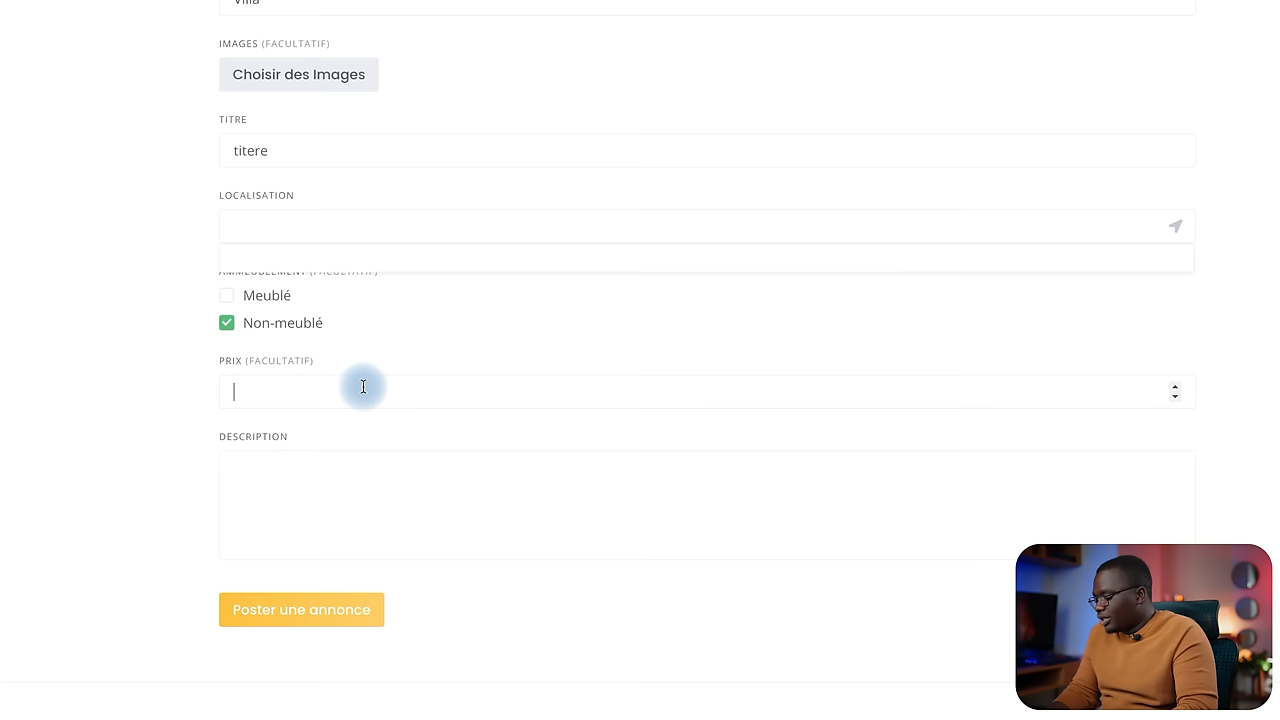 Villa
IMAGES (FACULTATIF)
Choisir des Images
TITRE
titere
LOCALISATION
AMMEUBLEMENT (FACULTATIF)
Meublé
Non-meublé
PRIX (FACULTATIF)
DESCRIPTION
Poster une annonce